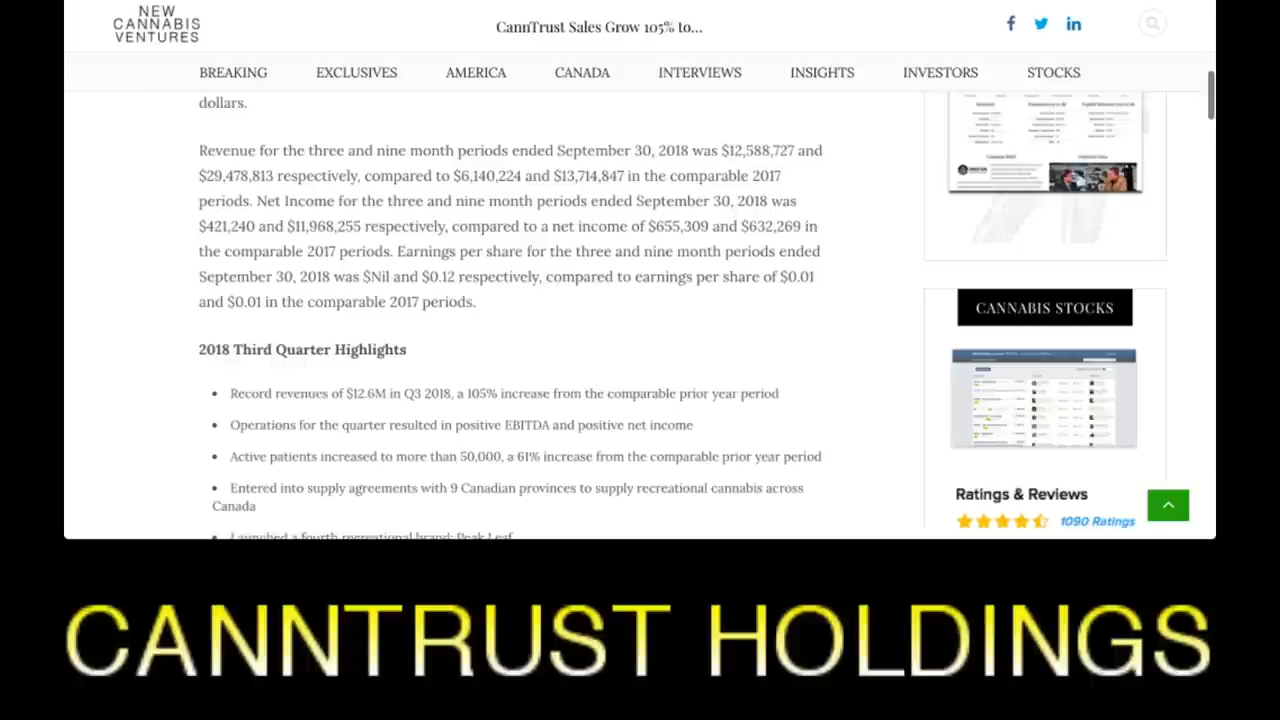 NEW
CANNABIS
VENTURES
CannTrust Sales Grow 105% to...
BREAKING EXCLUSIVES AMERICA CANADA INTERVIEWS INSIGHTS INVESTORS STOCKS
dollars.
Revenue for the three and nine month periods ended September 30, 2018 was $12,588,727 and
$29,478,813 respectively, compared to $6,140,224 and $13,714,847 in the comparable 2017
periods. Net Income for the three and nine month periods ended September 30, 2018 was
$421,240 and $11,968,255 respectively, compared to a net income of $655,309 and $632,269 in
the comparable 2017 periods. Earnings per share for the three and nine month periods ended
September 30, 2018 was $Nil and $0.12 respectively, compared to earnings per share of $0.01
and $0.01 in the comparable 2017 periods.
2018 Third Quarter Highlights
• Record revenues of $12.6M in Q3 2018, a 105% increase from the comparable prior year period
• Operations for the quarter resulted in positive EBITDA and positive net income
• Active patients increased to more than 50,000, a 61% increase from the comparable prior year period
• Entered into supply agreements with 9 Canadian provinces to supply recreational cannabis across
Canada
• Launched a fourth recreational brand: Peak Leaf
CANNABIS STOCKS
Ratings & Reviews
1090 Ratings
CANNTRUST HOLDINGS